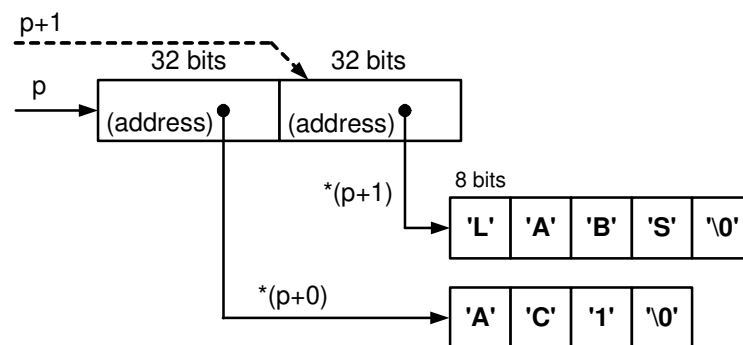 p+1
32 bits 32 bits
p
(address) (address)
*(p+1)
8 bits
'L' 'A' 'B' 'S' '\0'
*(p+0)
'A' 'C' '1' '\0'